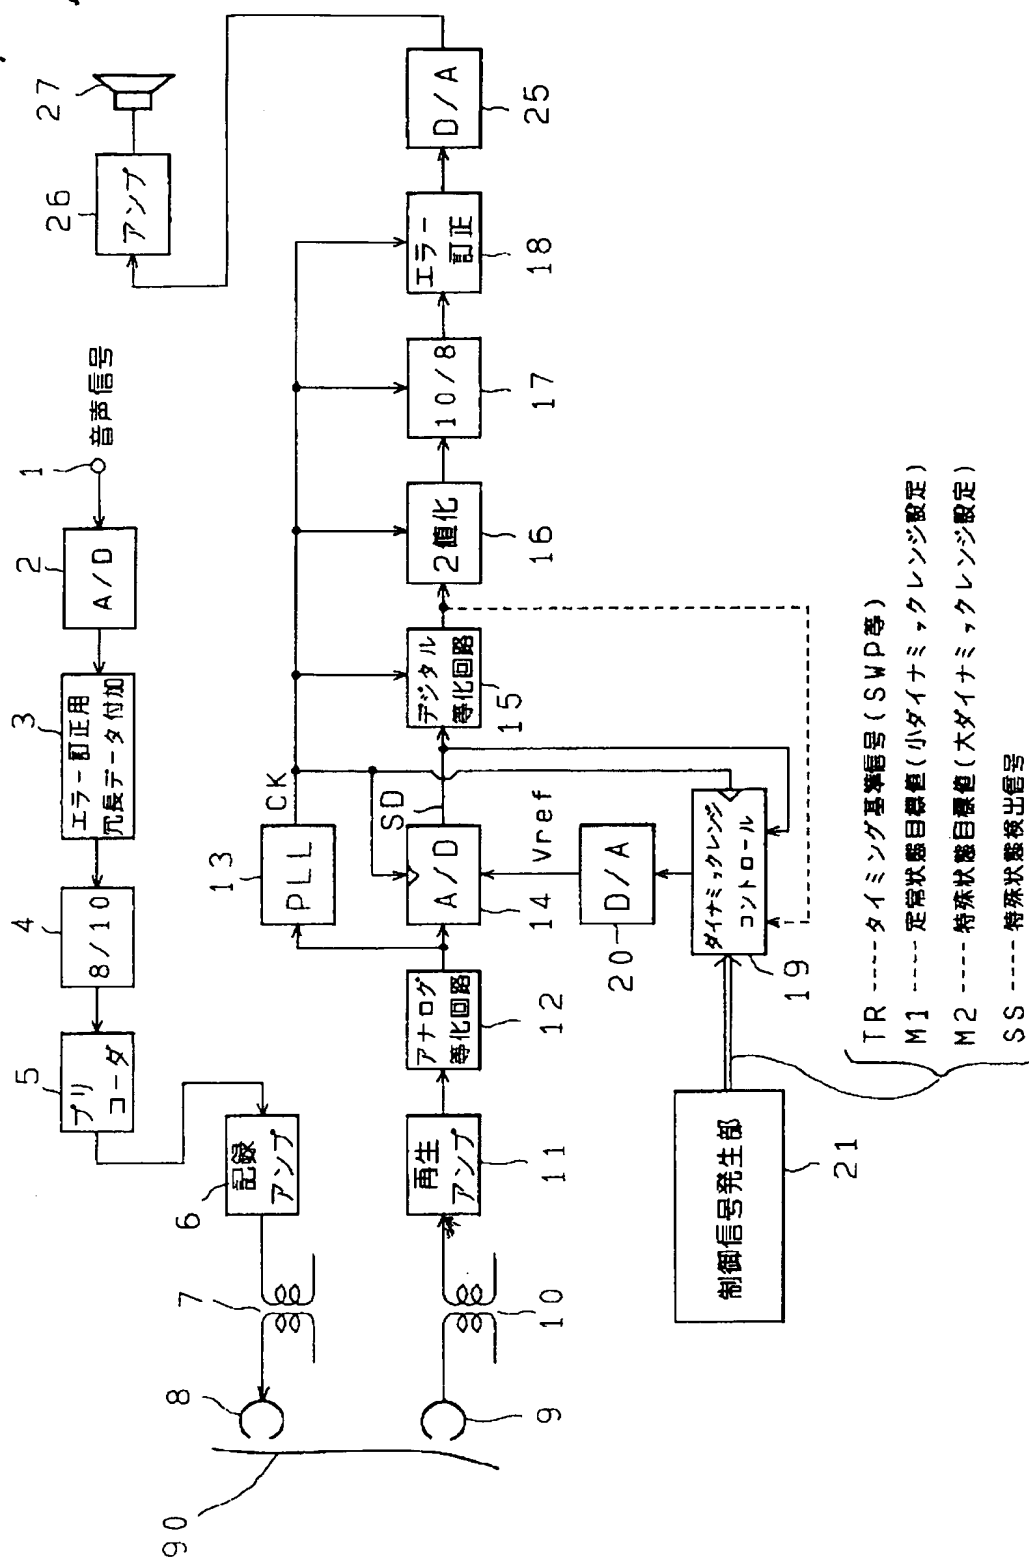 1
音声信号
2
A/D
3
エラー訂正用
冗長データ付加
4
8/10
5
プリ
コーダ
6
記録
アンプ
7
8
90
9
10
11
再生
アンプ
12
アナログ
等化回路
13
PLL
CK
14
A/D
SD
Vref
15
デジタル
等化回路
16
2値化
17
10/8
18
エラー
訂正
25
D/A
26
アンプ
27
20
D/A
19
ダイナミックレンジ
コントロール
21
制御信号発生部
TR -----タイミング基準信号(SWP等)
M1 ----定常状態目標値(小ダイナミックレンジ設定)
M2 ----特殊状態目標値(大ダイナミックレンジ設定)
SS ----特殊状態検出信号